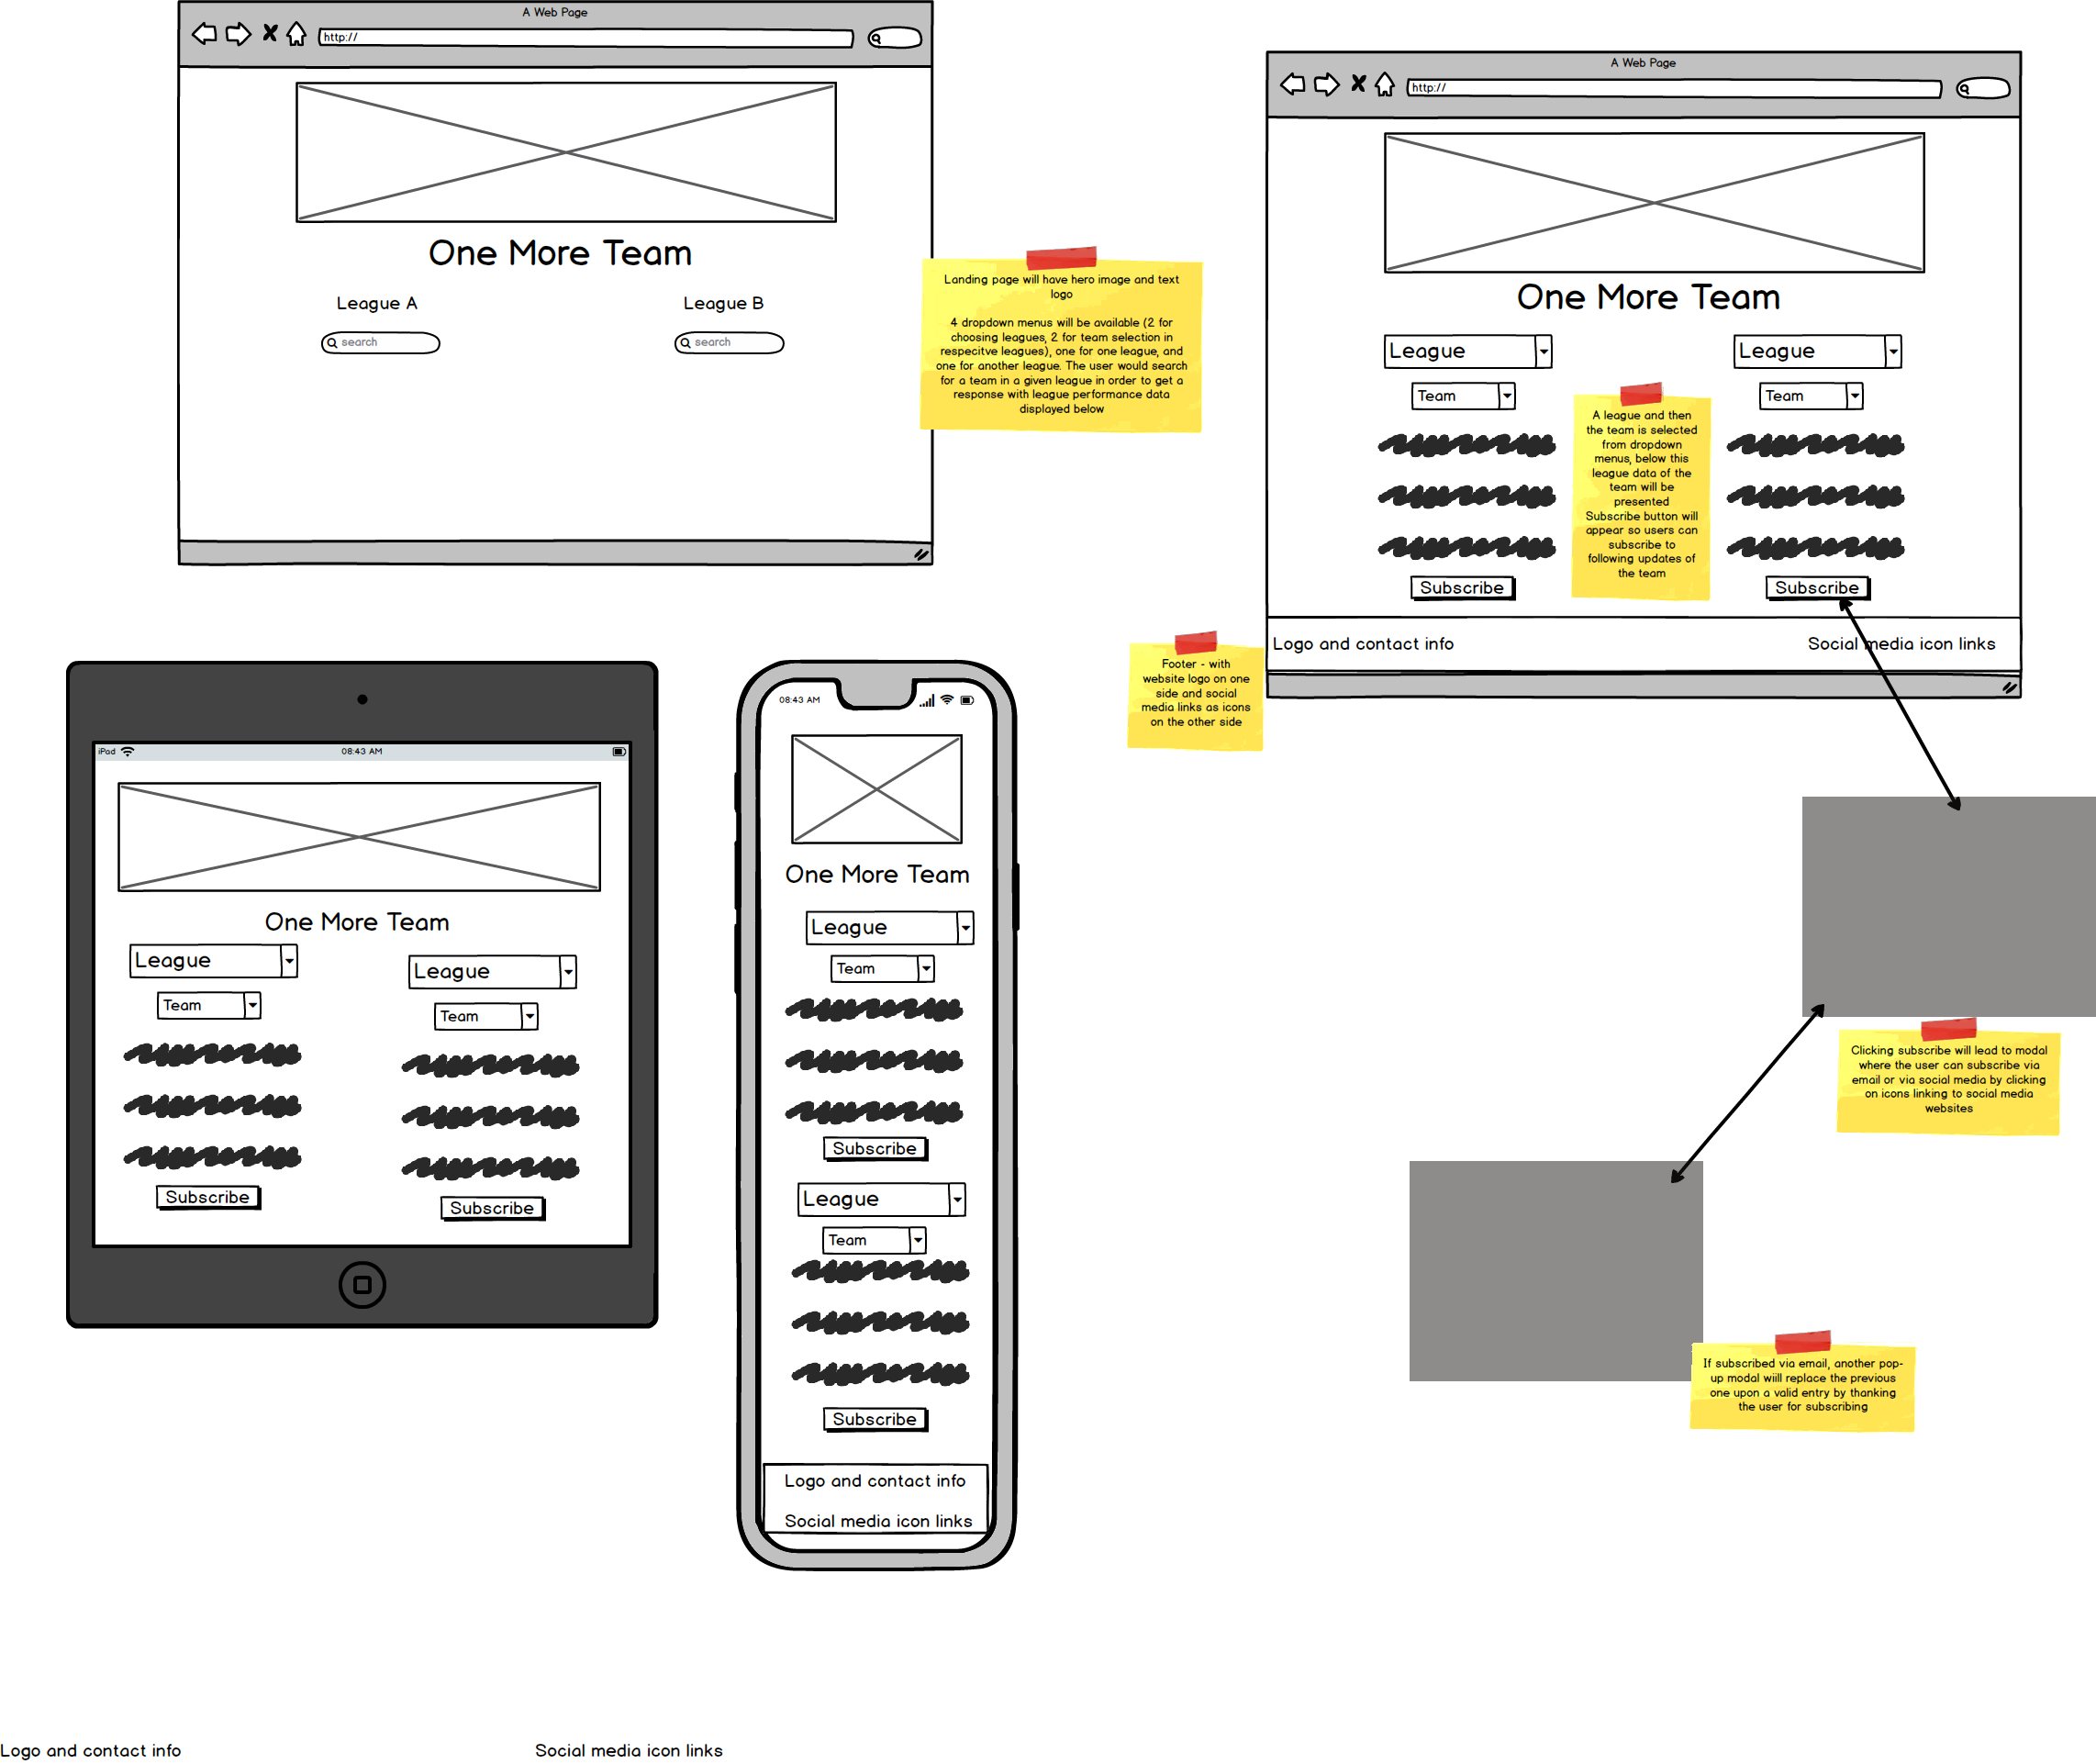 A Web Page
http://
One More Team
League A
League B
search
search
Landing page will have hero image and text
logo
4 dropdown menus will be available (2 for
choosing leagues, 2 for team selection in
respecitve leagues), one for one league, and
one for another league. The user would search
for a team in a given league in order to get a
response with league performance data
displayed below
A Web Page
http://
One More Team
League
League
Team
Team
A league and then
the team is selected
from dropdown
menus, below this
league data of the
team will be
presented
Subscribe button will
appear so users can
subscribe to
following updates of
the team
Subscribe
Subscribe
Logo and contact info
Social media icon links
Footer - with
website logo on one
side and social
media links as icons
on the other side
iPad
08:43 AM
One More Team
League
League
Team
Team
Subscribe
Subscribe
08:43 AM
One More Team
League
Team
Subscribe
League
Team
Subscribe
Logo and contact info
Social media icon links
Clicking subscribe will lead to modal
where the user can subscribe via
email or via social media by clicking
on icons linking to social media
websites
If subscribed via email, another pop-
up modal wiill replace the previous
one upon a valid entry by thanking
the user for subscribing
Logo and contact info
Social media icon links